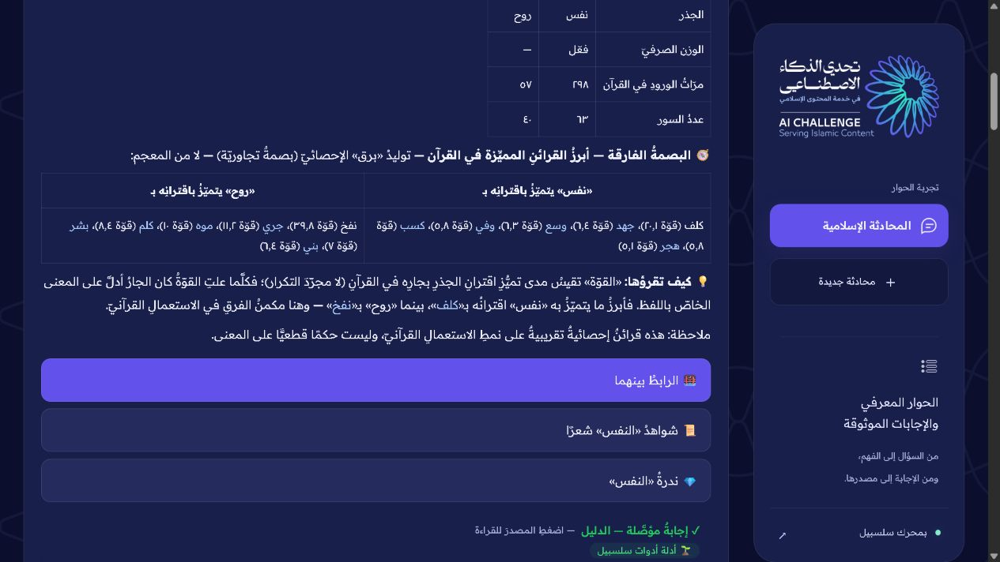 الجذر نفس روح
الوزن الصرفيّ فعّل —
مرّاتُ الورودِ في القرآن ٢٩٨ ٥٧
عددُ السور ٦٣ ٤٠
🧭 البصمةُ الفارقة — أبرزُ القرائنِ المميِّزة في القرآن — توليدُ «برق» الإحصائيّ (بصمةٌ تجاوريّة) — لا من المعجم:
«نفس» يتميّزُ باقترانِه بـ «روح» يتميّزُ باقترانِه بـ
كلف (قوّة ٢٠,١)، جهد (قوّة ٦,٤)، وسع (قوّة ٦,٣)، وفي (قوّة ٥,٨)، كسب (قوّة
٥,٨)، هجر (قوّة ٥,١)
نفخ (قوّة ٣٩,٨)، جري (قوّة ١١,٢)، موه (قوّة ١٠)، كلم (قوّة ٨,٤)، بشر
(قوّة ٧)، بني (قوّة ٦,٤)
💡 كيف تقرؤها: «القوّة» تقيسُ مدى تميُّزِ اقترانِ الجذرِ بجارِه في القرآنِ (لا مجرّدَ التكرار)؛ فكلَّما علتِ القوّةُ كان الجارُ أدلَّ على المعنى
الخاصّ باللفظ. فأبرزُ ما يتميّزُ به «نفس» اقترانُه بـ«كلف»، بينما «روح» بـ«نفخ» — وهنا مكمنُ الفرقِ في الاستعمالِ القرآنيّ.
ملاحظة: هذه قرائنُ إحصائيةٌ تقريبيةٌ على نمطِ الاستعمالِ القرآنيّ، وليست حكمًا قطعيًّا على المعنى.
الرابطُ بينهما
📜 شواهدُ «النفس» شعرًا
💎 ندرةُ «النفس»
✓ إجابةٌ مؤصَّلة — الدليل — اضغطِ المصدرَ للقراءة
🌱 أدلة أدوات سلسبيل
تحدي الذكاء
الاصطناعي
في خدمة المحتوى الإسلامي
AI CHALLENGE
Serving Islamic Content
تجربة الحوار
المحادثة الإسلامية
+ محادثة جديدة
الحوار المعرفي
والإجابات الموثوقة
من السؤال إلى الفهم،
ومن الإجابة إلى مصدرها.
بمحرك سلسبيل ↗